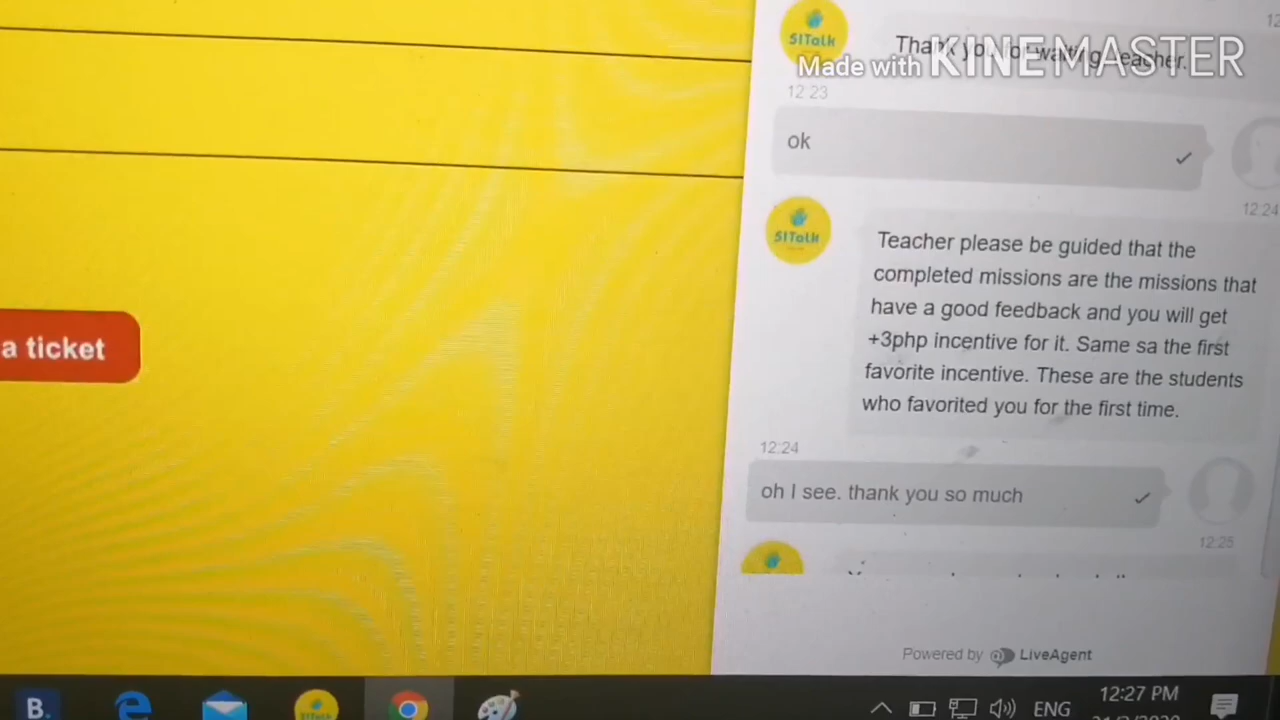 SITalk
Thank you for waiting, teacher.
Made with KINEMASTER
12:23
ok
12:24
SITalk
Teacher please be guided that the
completed missions are the missions that
have a good feedback and you will get
+3php incentive for it. Same sa the first
favorite incentive. These are the students
who favorited you for the first time.
a ticket
12:24
oh I see. thank you so much
12:25
Powered by LiveAgent
B.
SITalk
ENG
12:27 PM